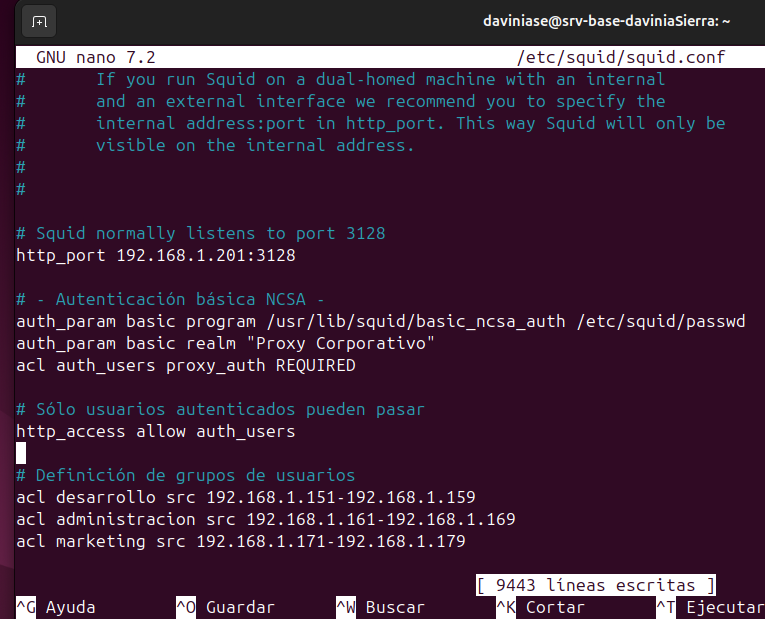 daviniase@srv-base-daviniaSierra: ~
GNU nano 7.2 /etc/squid/squid.conf
# If you run Squid on a dual-homed machine with an internal
# and an external interface we recommend you to specify the
# internal address:port in http_port. This way Squid will only be
# visible on the internal address.
#
#
# Squid normally listens to port 3128
http_port 192.168.1.201:3128
# - Autenticación básica NCSA -
auth_param basic program /usr/lib/squid/basic_ncsa_auth /etc/squid/passwd
auth_param basic realm "Proxy Corporativo"
acl auth_users proxy_auth REQUIRED
# Sólo usuarios autenticados pueden pasar
http_access allow auth_users
# Definición de grupos de usuarios
acl desarrollo src 192.168.1.151-192.168.1.159
acl administracion src 192.168.1.161-192.168.1.169
acl marketing src 192.168.1.171-192.168.1.179
[ 9443 líneas escritas ]
^G Ayuda ^O Guardar ^W Buscar ^K Cortar ^T Ejecutar